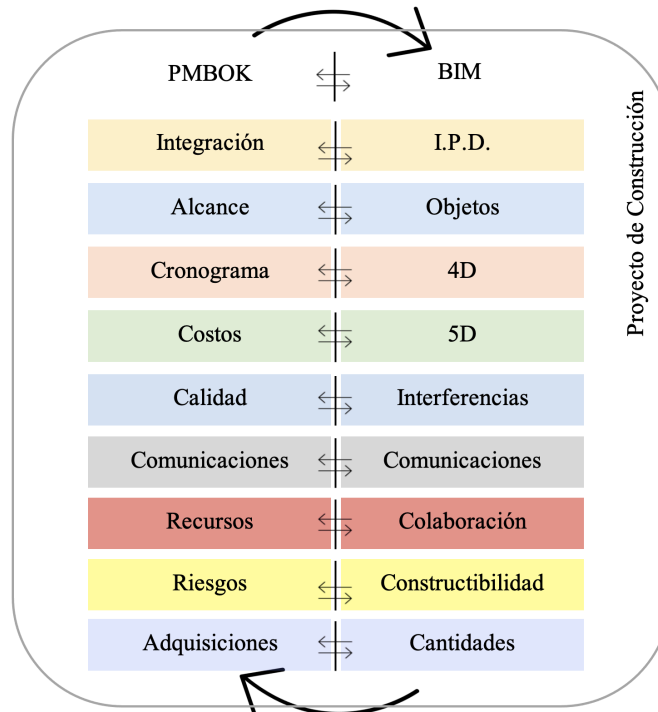 PMBOK BIM
Integración I.P.D.
Alcance Objetos
Cronograma 4D
Costos 5D
Calidad Interferencias
Comunicaciones Comunicaciones
Recursos Colaboración
Riesgos Constructibilidad
Adquisiciones Cantidades
Proyecto de Construcción